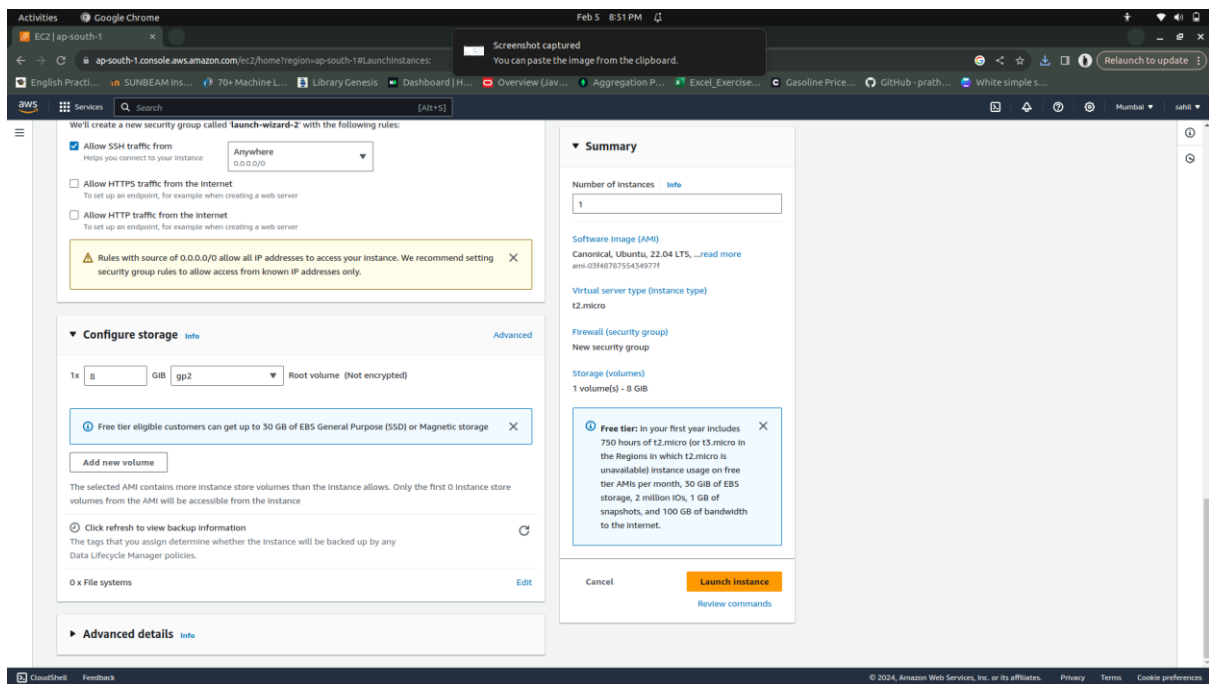 Activities
Google Chrome
Feb 5 8:51 PM
EC2 | ap-south-1
Screenshot captured
You can paste the image from the clipboard.
ap-south-1.console.aws.amazon.com/ec2/home?region=ap-south-1#LaunchInstances:
Relaunch to update
English Practi...
SUNBEAM Ins...
70+ Machine L...
Library Genesis
Dashboard | H...
Overview (Jav...
Aggregation P...
Excel_Exercise...
Gasoline Price...
GitHub - prath...
White simple s...
aws
Services
Search
[Alt+S]
Mumbai
sahil
We'll create a new security group called 'launch-wizard-2' with the following rules:
Allow SSH traffic from
Helps you connect to your instance
Anywhere
0.0.0.0/0
Allow HTTPS traffic from the internet
To set up an endpoint, for example when creating a web server
Allow HTTP traffic from the internet
To set up an endpoint, for example when creating a web server
Rules with source of 0.0.0.0/0 allow all IP addresses to access your instance. We recommend setting
security group rules to allow access from known IP addresses only.
Configure storage Info
Advanced
1x 8 GiB gp2 Root volume (Not encrypted)
Free tier eligible customers can get up to 30 GB of EBS General Purpose (SSD) or Magnetic storage
Add new volume
The selected AMI contains more instance store volumes than the instance allows. Only the first 0 instance store
volumes from the AMI will be accessible from the instance
Click refresh to view backup information
The tags that you assign determine whether the instance will be backed up by any
Data Lifecycle Manager policies.
0 x File systems
Edit
Advanced details Info
Summary
Number of instances Info
1
Software Image (AMI)
Canonical, Ubuntu, 22.04 LTS, ...read more
ami-03f4878755434977f
Virtual server type (instance type)
t2.micro
Firewall (security group)
New security group
Storage (volumes)
1 volume(s) - 8 GiB
Free tier: In your first year includes
750 hours of t2.micro (or t3.micro in
the Regions in which t2.micro is
unavailable) instance usage on free
tier AMIs per month, 30 GiB of EBS
storage, 2 million IOs, 1 GB of
snapshots, and 100 GB of bandwidth
to the internet.
Cancel
Launch instance
Review commands
CloudShell
Feedback
© 2024, Amazon Web Services, Inc. or its affiliates.
Privacy
Terms
Cookie preferences